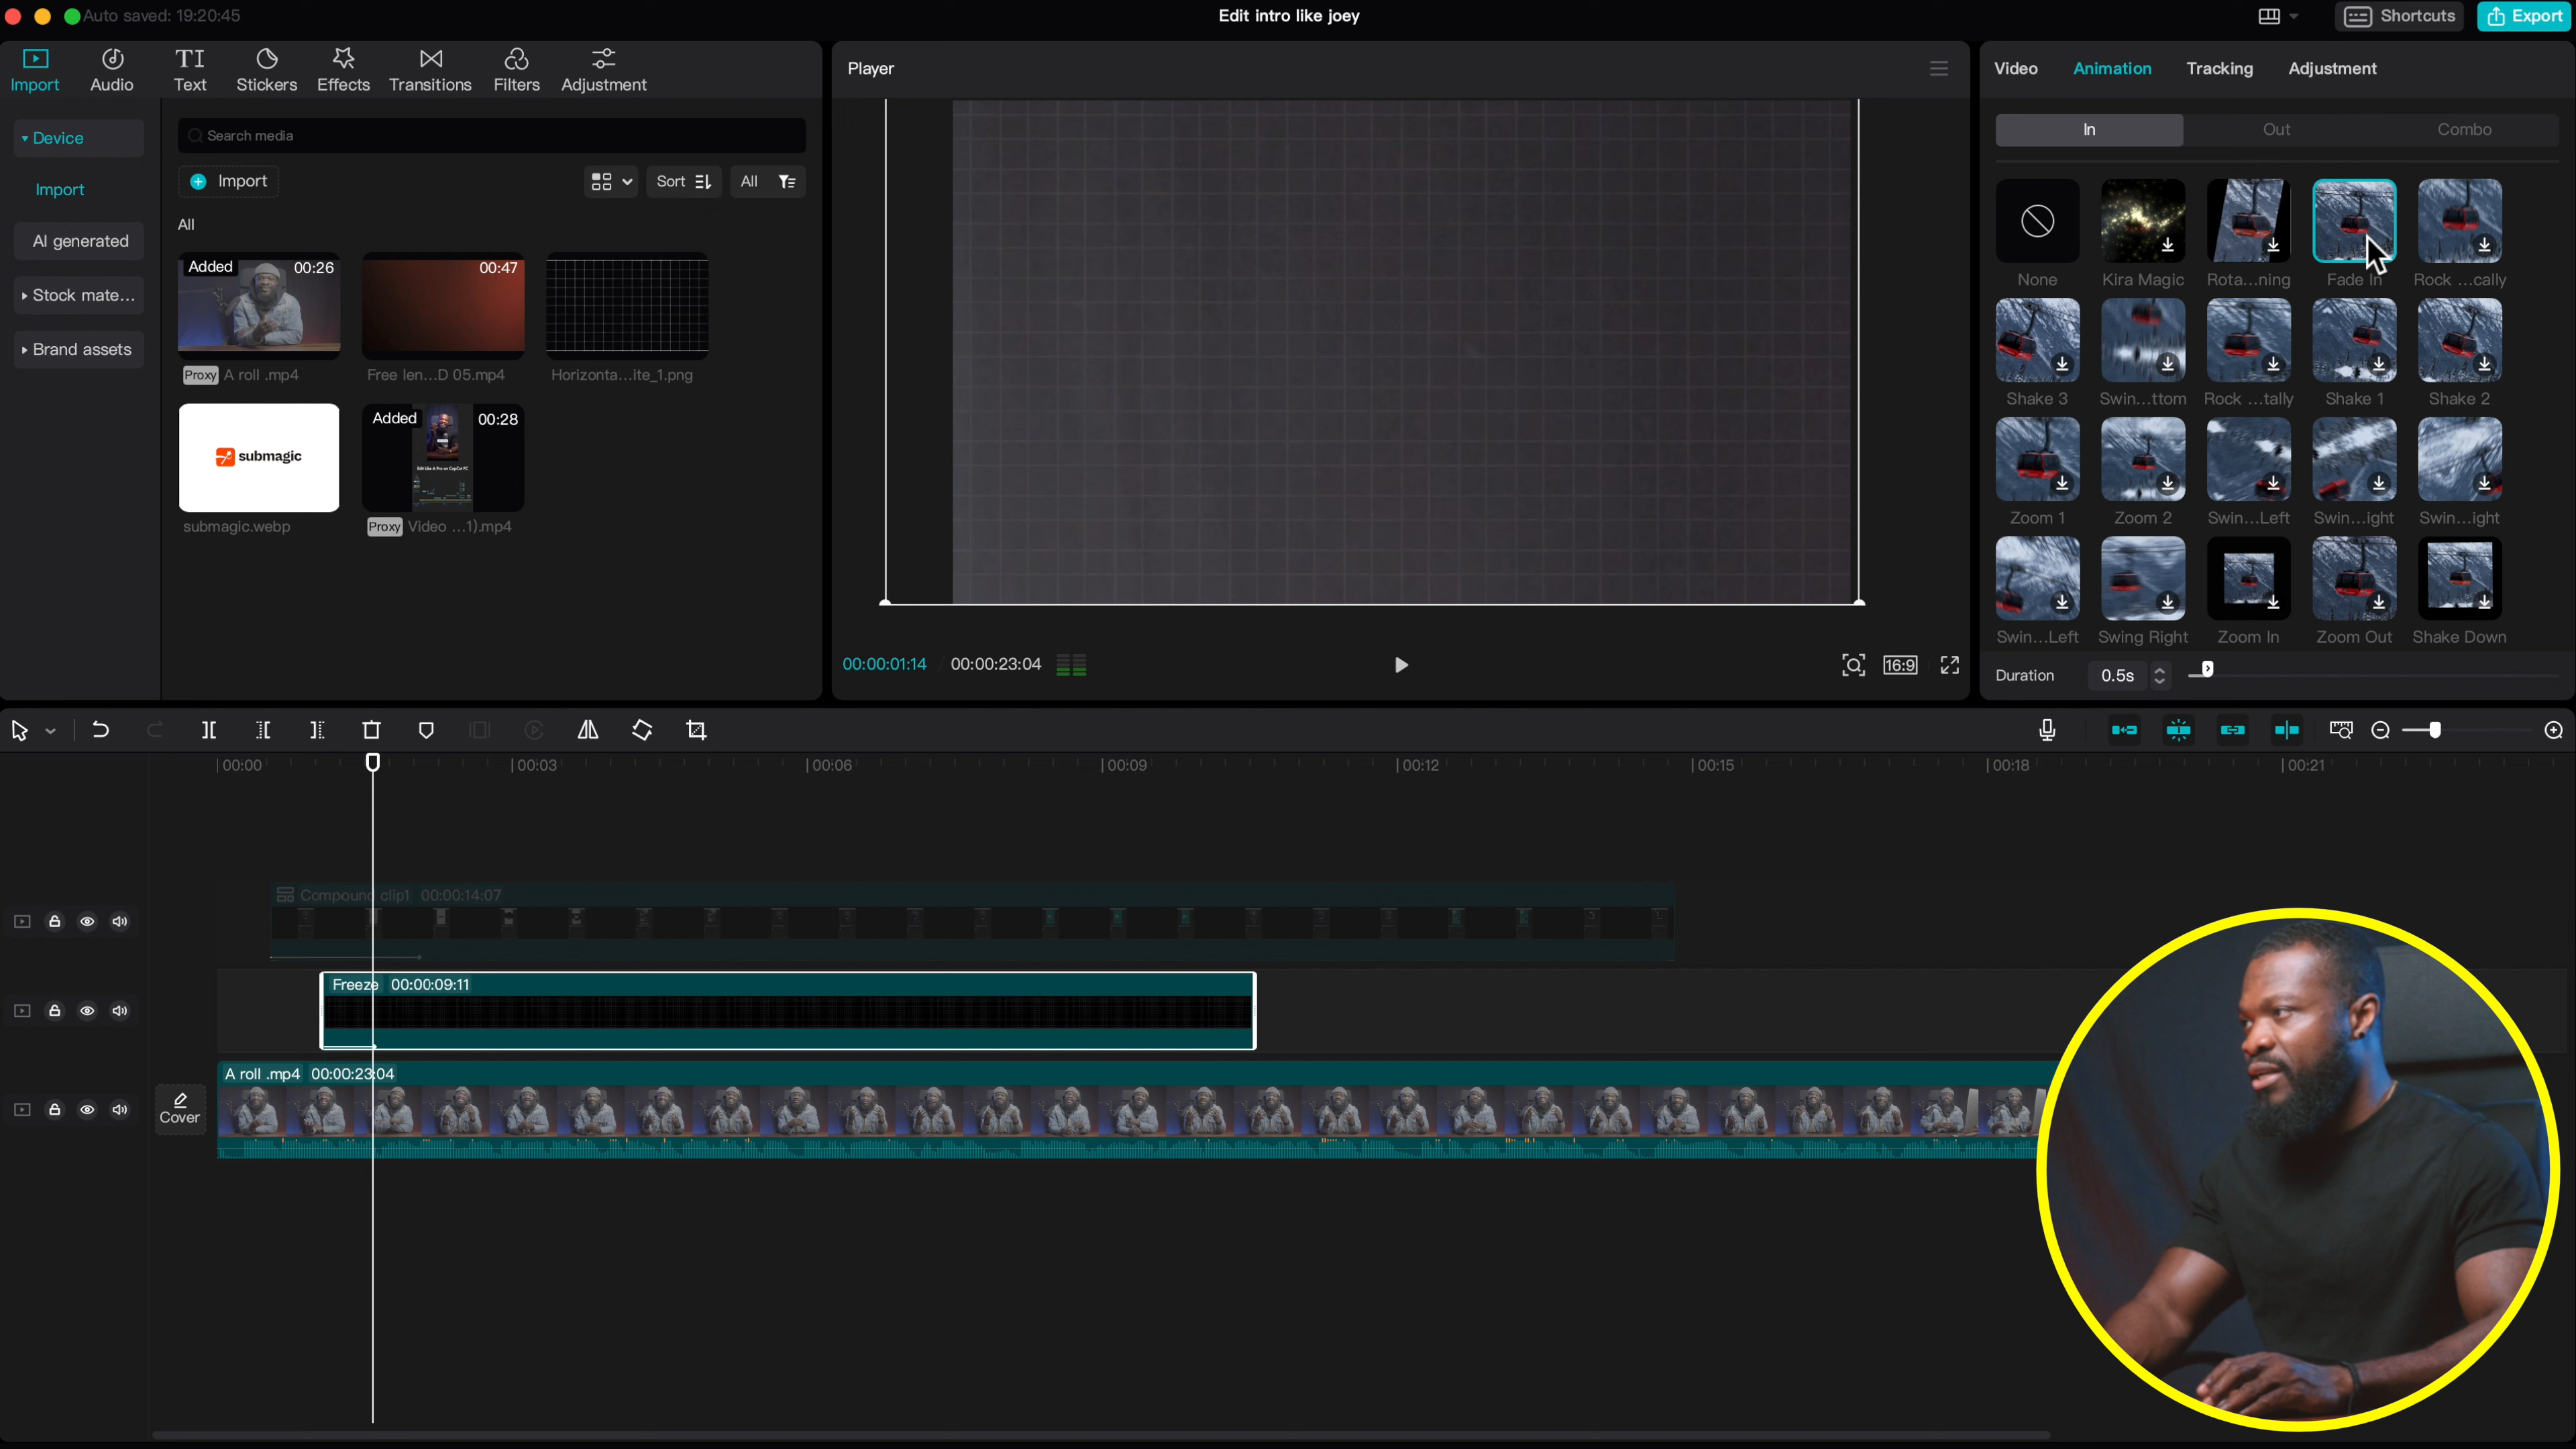 Auto saved: 19:20:45
Edit intro like joey
Shortcuts
Export
Import
Audio
Text
Stickers
Effects
Transitions
Filters
Adjustment
Device
Import
AI generated
Stock mate...
Brand assets
Search media
Import
Sort
All
All
Added 00:26
Proxy A roll .mp4
00:47
Free len...D 05.mp4
Horizonta...ite_1.png
submagic
submagic.webp
Added 00:28
Edit Like A Pro on CapCut PC
Proxy Video ...1).mp4
Player
00:00:01:14 00:00:23:04
16:9
Video Animation Tracking Adjustment
In Out Combo
None Kira Magic Rota...ning Fade In Rock ...cally
Shake 3 Swin...ttom Rock ...tally Shake 1 Shake 2
Zoom 1 Zoom 2 Swin...Left Swin...ight Swin...ight
Swin...Left Swing Right Zoom In Zoom Out Shake Down
Duration 0.5s
00:00 00:03 00:06 00:09 00:12 00:15 00:18 00:21
Compound clip1 00:00:14:07
Freeze 00:00:09:11
Cover
A roll .mp4 00:00:23:04